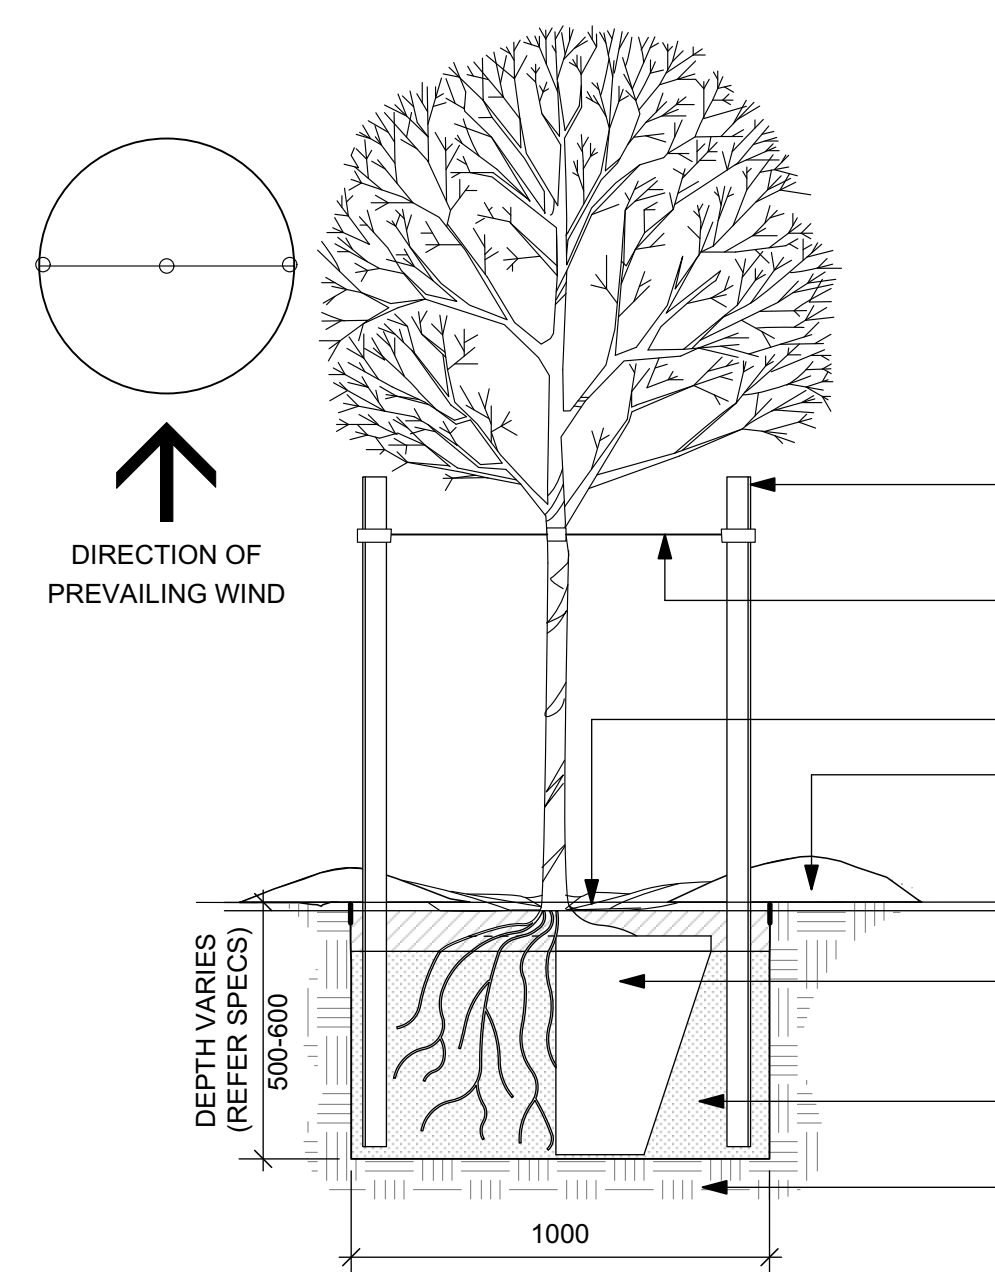 DIRECTION OF
PREVAILING WIND
DEPTH VARIES
(REFER SPECS)
500-600
1000